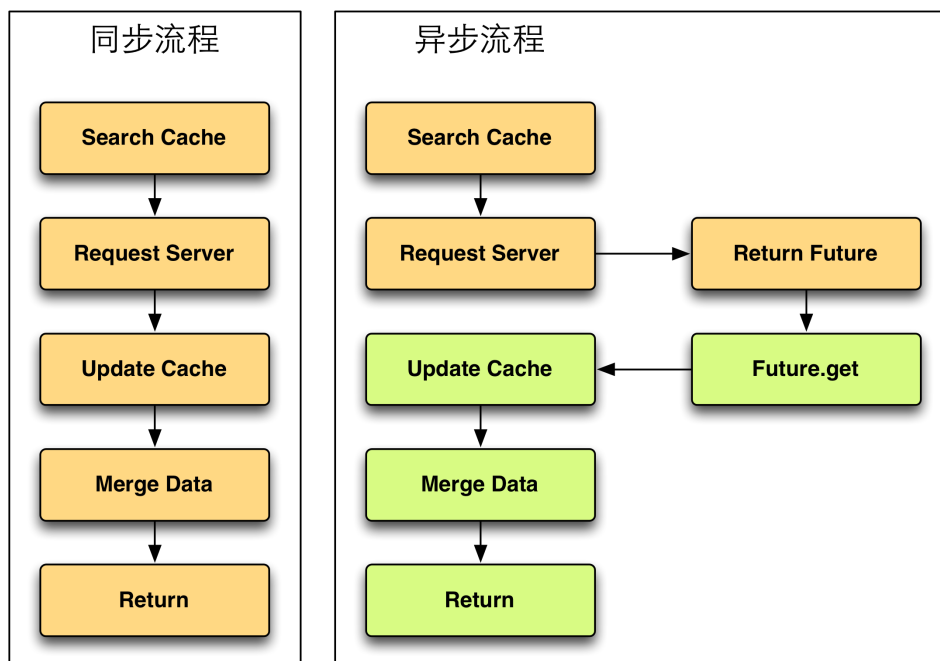 同步流程
Search Cache
Request Server
Update Cache
Merge Data
Return
异步流程
Search Cache
Request Server
Return Future
Future.get
Update Cache
Merge Data
Return